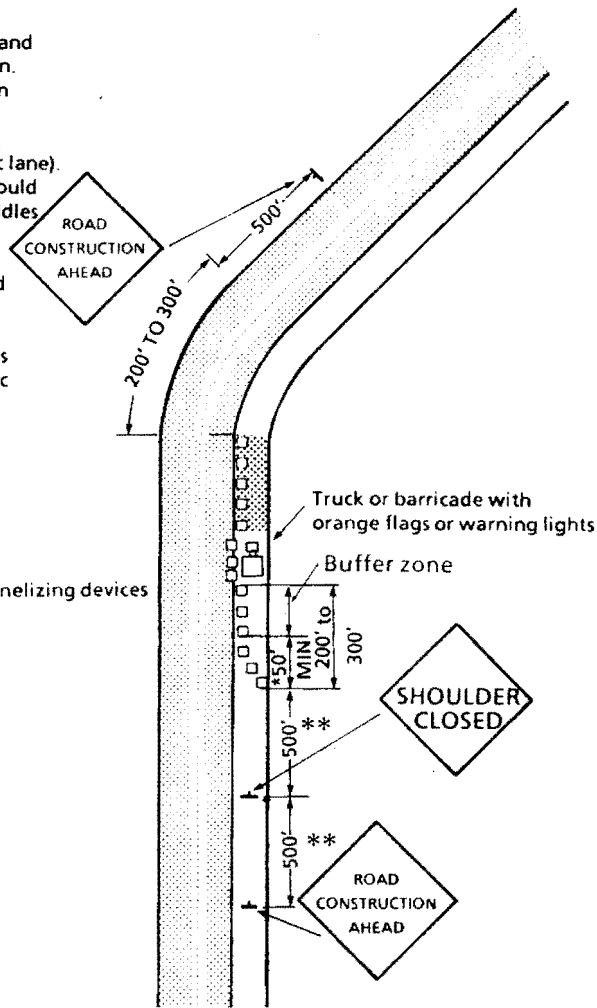 and
n.
n
lane).
ould
dles
d
s
c
ROAD
CONSTRUCTION
AHEAD
500'
200' TO 300'
Truck or barricade with
orange flags or warning lights
nelizing devices
Buffer zone
*50'
MIN
200' to
300'
500' **
SHOULDER
CLOSED
500' **
ROAD
CONSTRUCTION
AHEAD